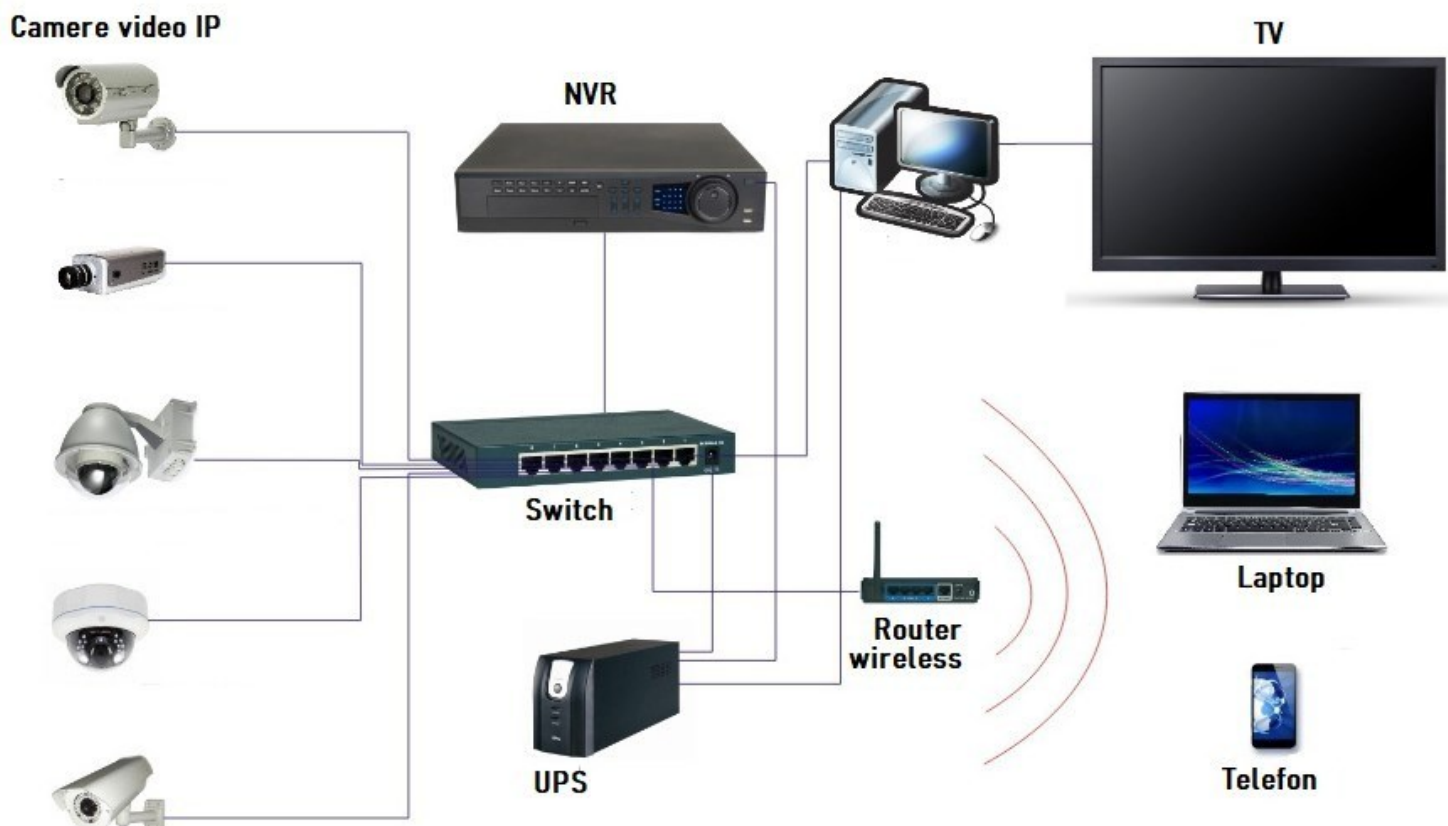 Camere video IP
NVR
TV
Switch
Router
wireless
Laptop
UPS
Telefon